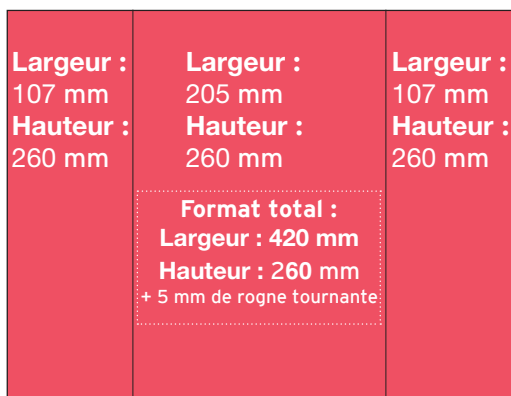 Largeur :
107 mm
Hauteur :
260 mm
Largeur :
205 mm
Hauteur :
260 mm
Format total :
Largeur : 420 mm
Hauteur : 260 mm
+ 5 mm de rogne tournante
Largeur :
107 mm
Hauteur :
260 mm